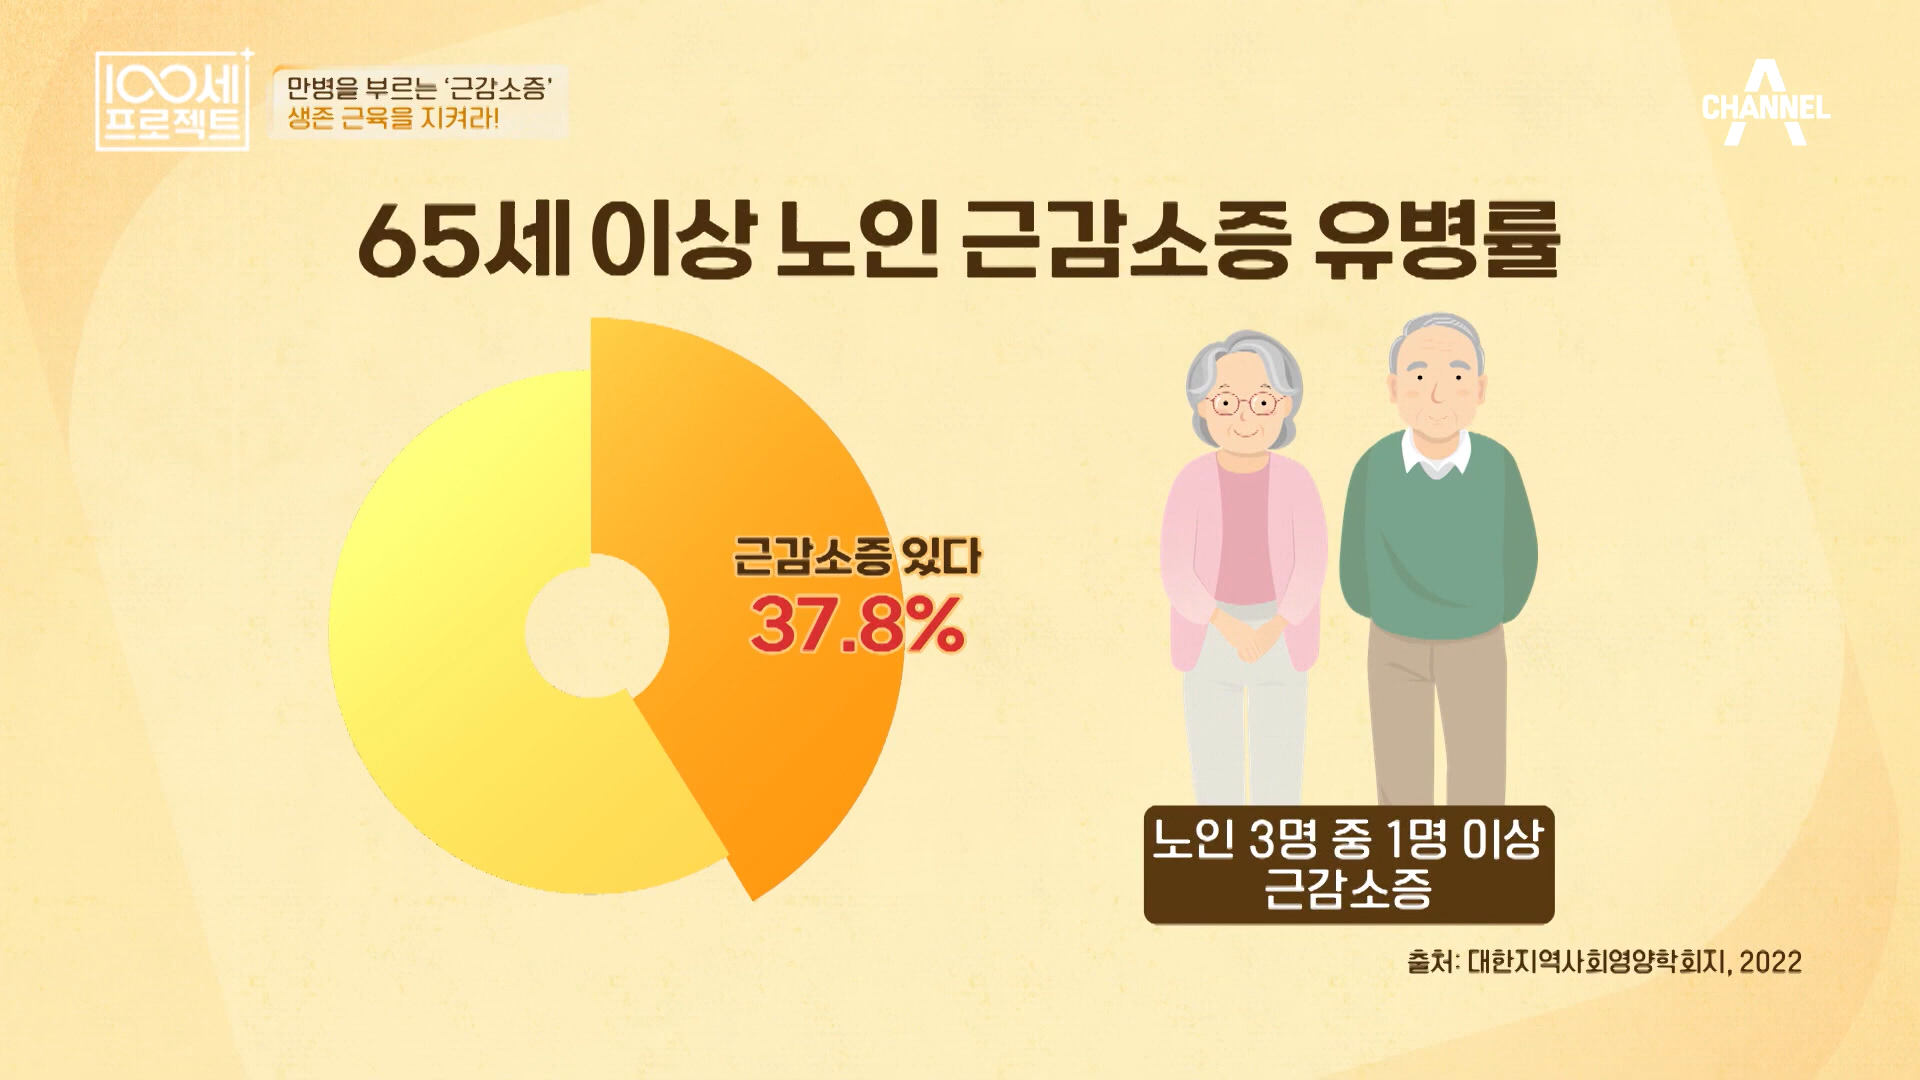 100세
프로젝트
만병을 부르는 ‘근감소증’
생존 근육을 지켜라!
CHANNEL A
65세 이상 노인 근감소증 유병률
근감소증 있다
37.8%
노인 3명 중 1명 이상
근감소증
출처: 대한지역사회영양학회지, 2022